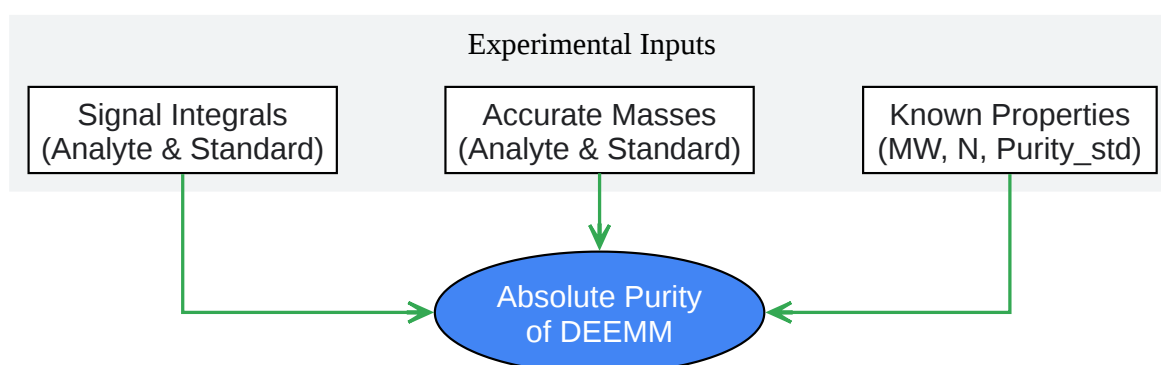 Experimental Inputs
Signal Integrals
(Analyte & Standard)
Accurate Masses
(Analyte & Standard)
Known Properties
(MW, N, Purity_std)
Absolute Purity
of DEEMM